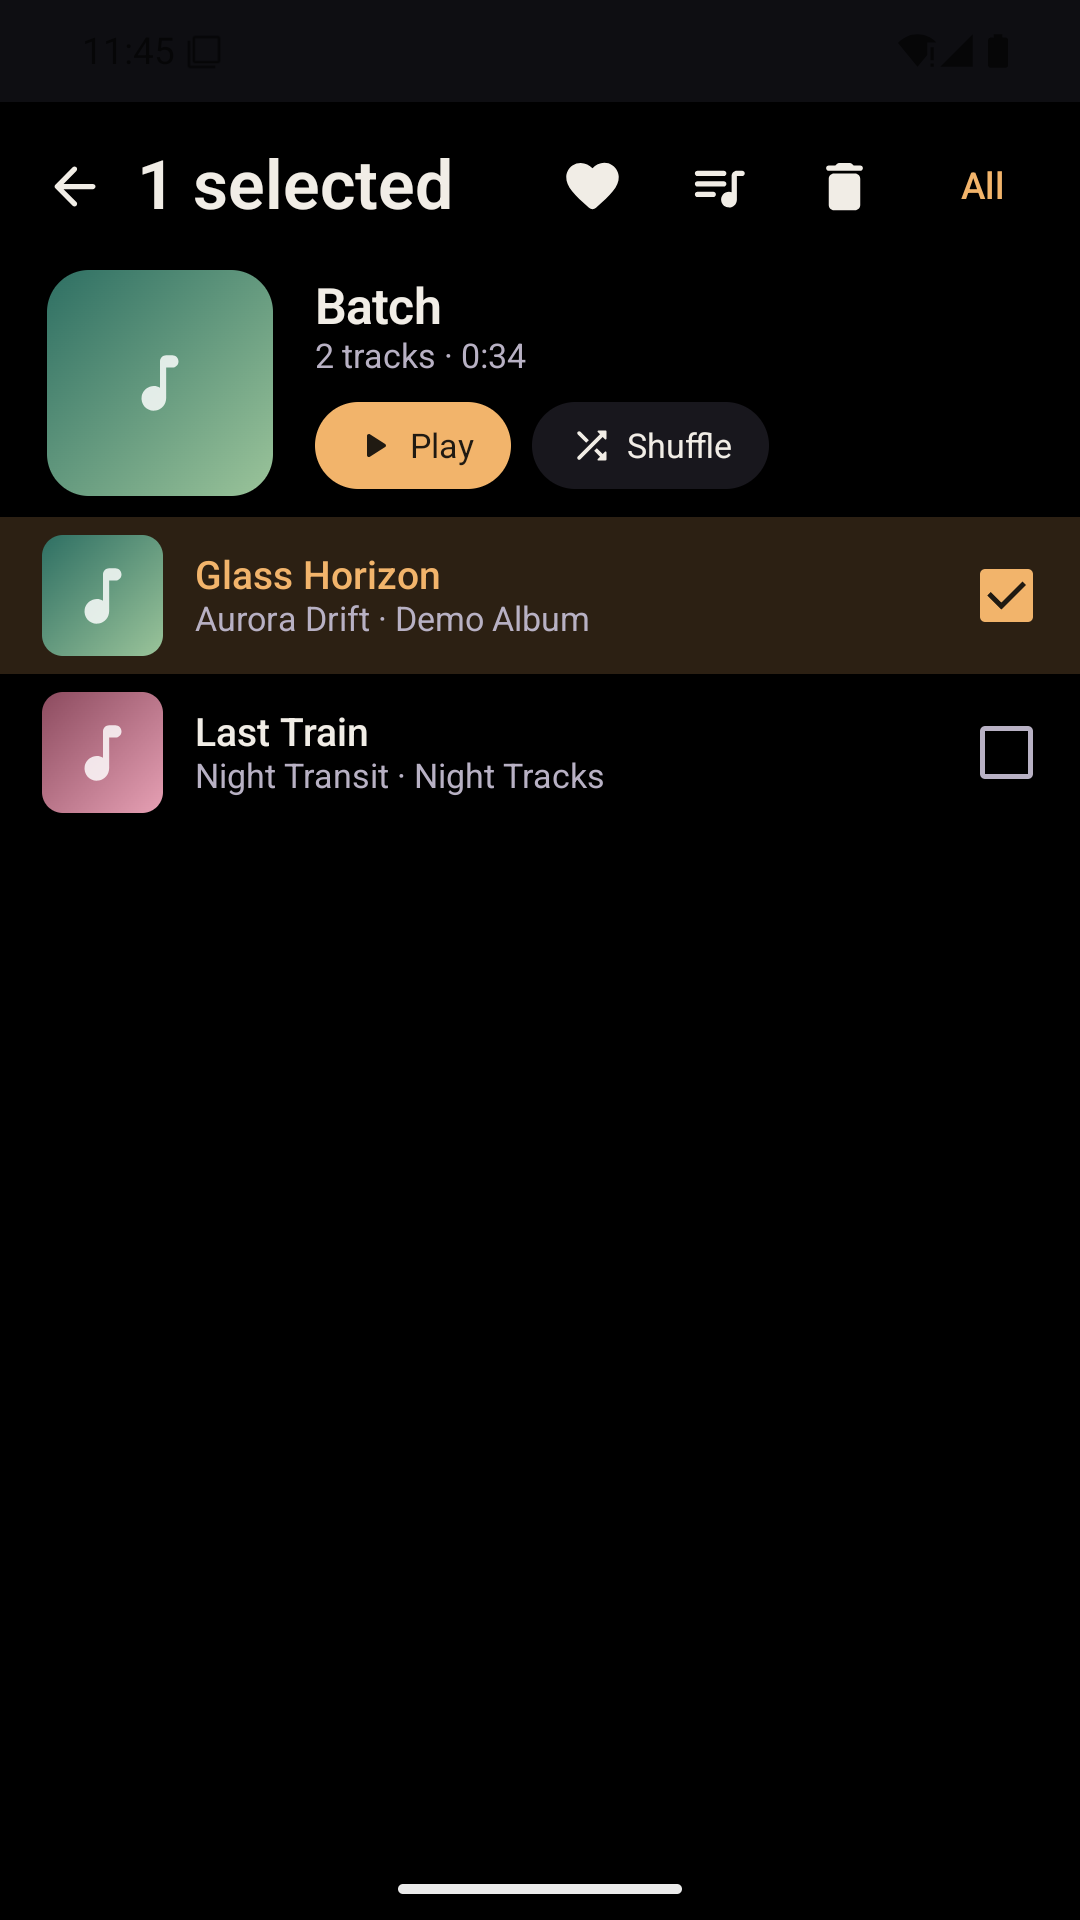 11:45
1 selected
All
Batch
2 tracks · 0:34
Play
Shuffle
Glass Horizon
Aurora Drift · Demo Album
Last Train
Night Transit · Night Tracks